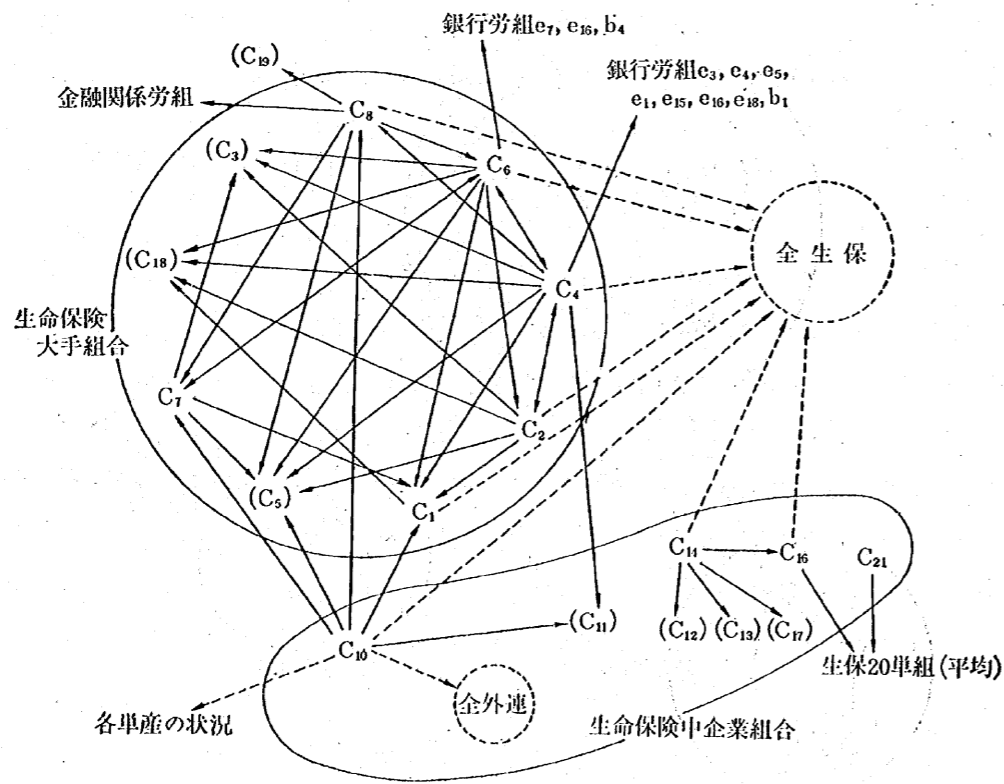 銀行労組e₇, e₁₆, b₄
(C₁₉)
銀行労組e₃, e₄, e₅,
e₁, e₁₅, e₁₆, e₁₈, b₁
金融関係労組
C₈
(C₃)
C₆
全生保
(C₁₈)
C₄
生命保険
大手組合
C₇
C₂
(C₅)
C₁
C₁₆
C₂₁
(C₁₁)
(C₁₂)
(C₁₃)
(C₁₇)
C₁₀
生保20単組(平均)
全外連
各単産の状況
生命保険中企業組合